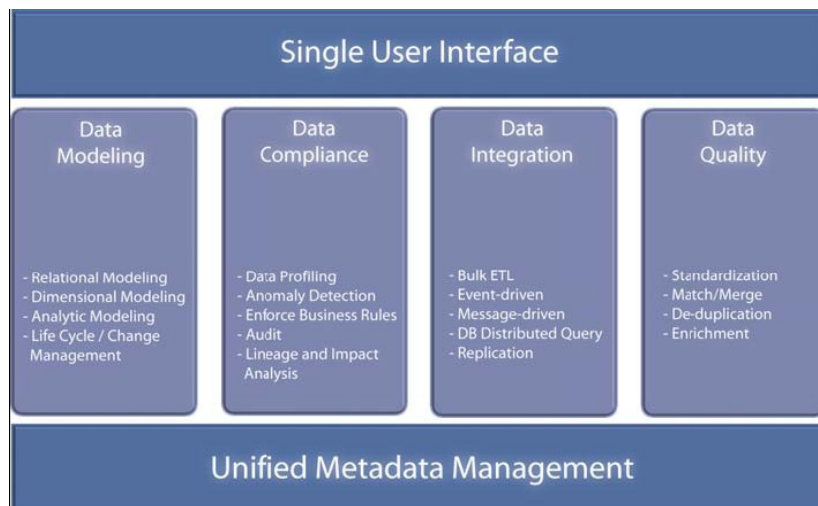 Single User Interface
Data
Modeling
- Relational Modeling
- Dimensional Modeling
- Analytic Modeling
- Life Cycle / Change
Management
Data
Compliance
- Data Profiling
- Anomaly Detection
- Enforce Business Rules
- Audit
- Lineage and Impact
Analysis
Data
Integration
- Bulk ETL
- Event-driven
- Message-driven
- DB Distributed Query
- Replication
Data
Quality
- Standardization
- Match/Merge
- De-duplication
- Enrichment
Unified Metadata Management